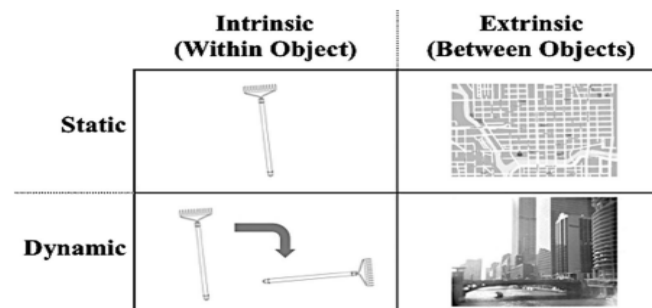 Intrinsic
(Within Object)
Extrinsic
(Between Objects)
Static
Dynamic